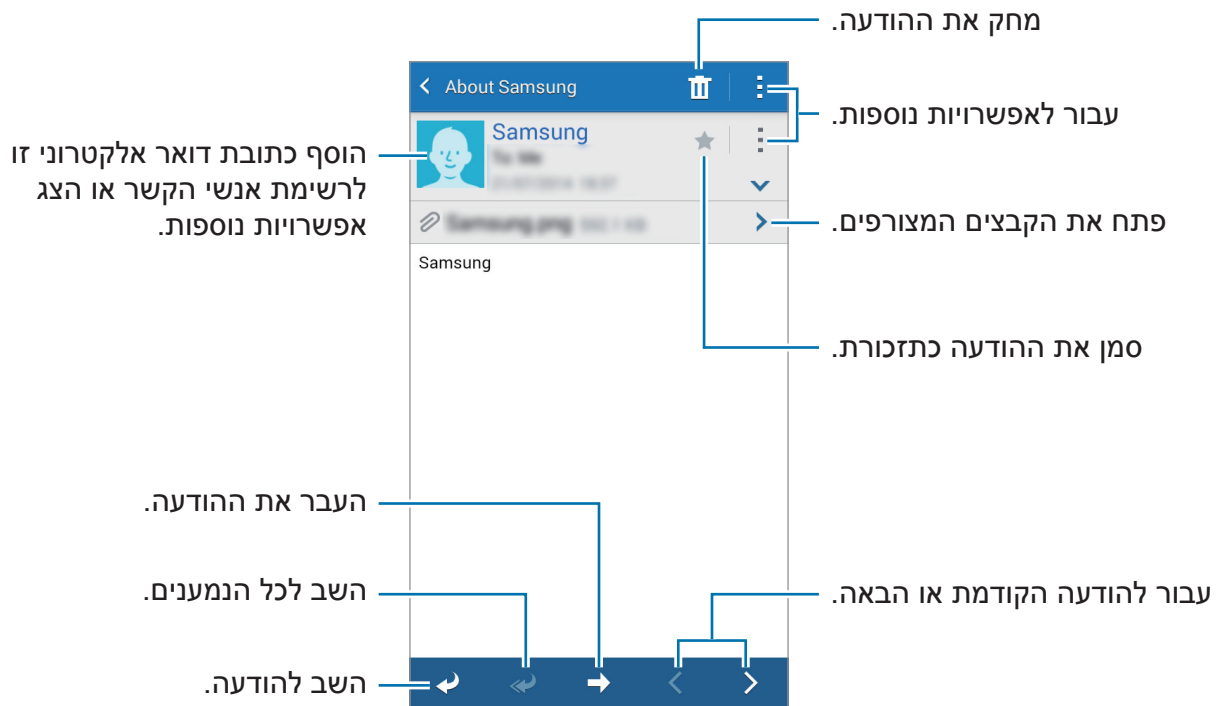 מחק את ההודעה.
About Samsung
עבור לאפשרויות נוספות.
Samsung
הוסף כתובת דואר אלקטרוני זו
לרשימת אנשי הקשר או הצג
אפשרויות נוספות.
פתח את הקבצים המצורפים.
Samsung
סמן את ההודעה כתזכורת.
העבר את ההודעה.
השב לכל הנמענים.
עבור להודעה הקודמת או הבאה.
השב להודעה.